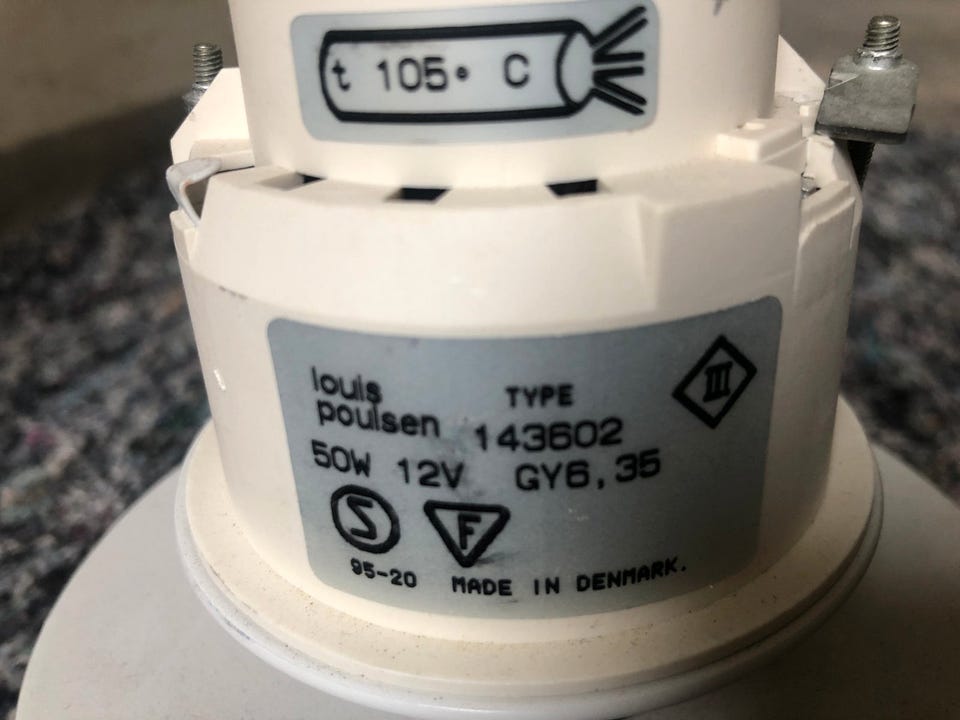 t 105° C
louis
poulsen
TYPE
143602
III
50W 12V GY6,35
S F
95-20 MADE IN DENMARK.